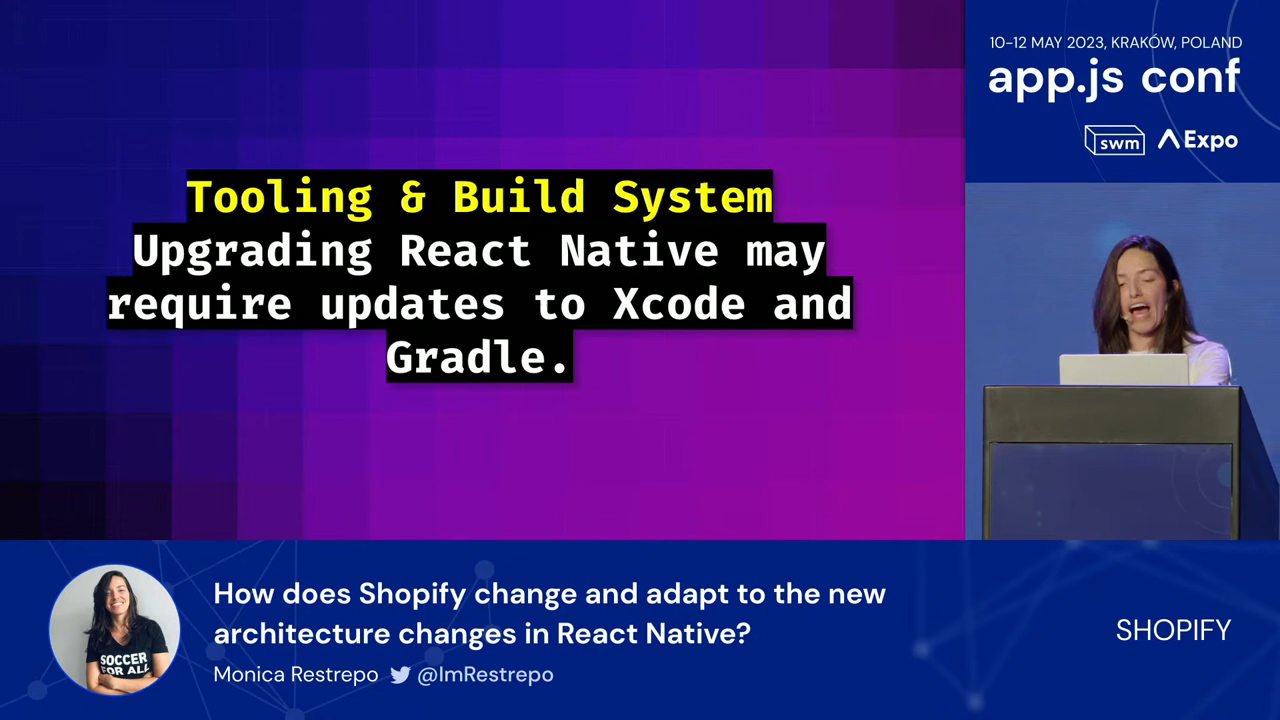 Tooling & Build System
Upgrading React Native may
require updates to Xcode and
Gradle.
10-12 MAY 2023, KRAKÓW, POLAND
app.js conf
swm
Expo
How does Shopify change and adapt to the new
architecture changes in React Native?
Monica Restrepo @lmRestrepo
SHOPIFY
SOCCER
FOR ALL